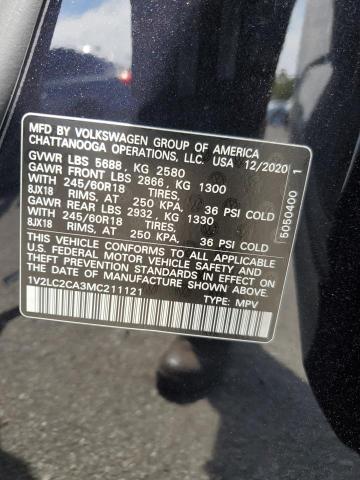 MFD BY VOLKSWAGEN GROUP OF AMERICA
CHATTANOOGA OPERATIONS, LLC. USA 12/2020
GVWR LBS 5688, KG 2580
GAWR FRONT LBS 2866, KG 1300
WITH 245/60R18 TIRES,
8JX18 RIMS, AT 250 KPA, 36 PSI COLD
GAWR REAR LBS 2932, KG 1330
WITH 245/60R18 TIRES,
8JX18 RIMS, AT 250 KPA, 36 PSI COLD
THIS VEHICLE CONFORMS TO ALL APPLICABLE
U.S. FEDERAL MOTOR VEHICLE SAFETY AND
THEFT PREVENTION STANDARDS IN EFFECT ON
THE DATE OF MANUFACTURE SHOWN ABOVE.
1V2LC2CA3MC211121 TYPE: MPV
5050400 1